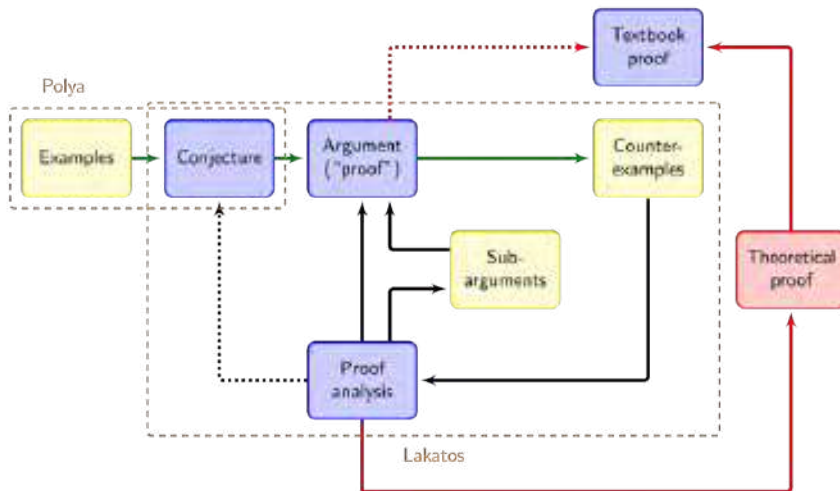 Textbook
proof
Polya
Examples
Conjecture
Argument
("proof")
Counter-
examples
Sub-
arguments
Theoretical
proof
Proof
analysis
Lakatos